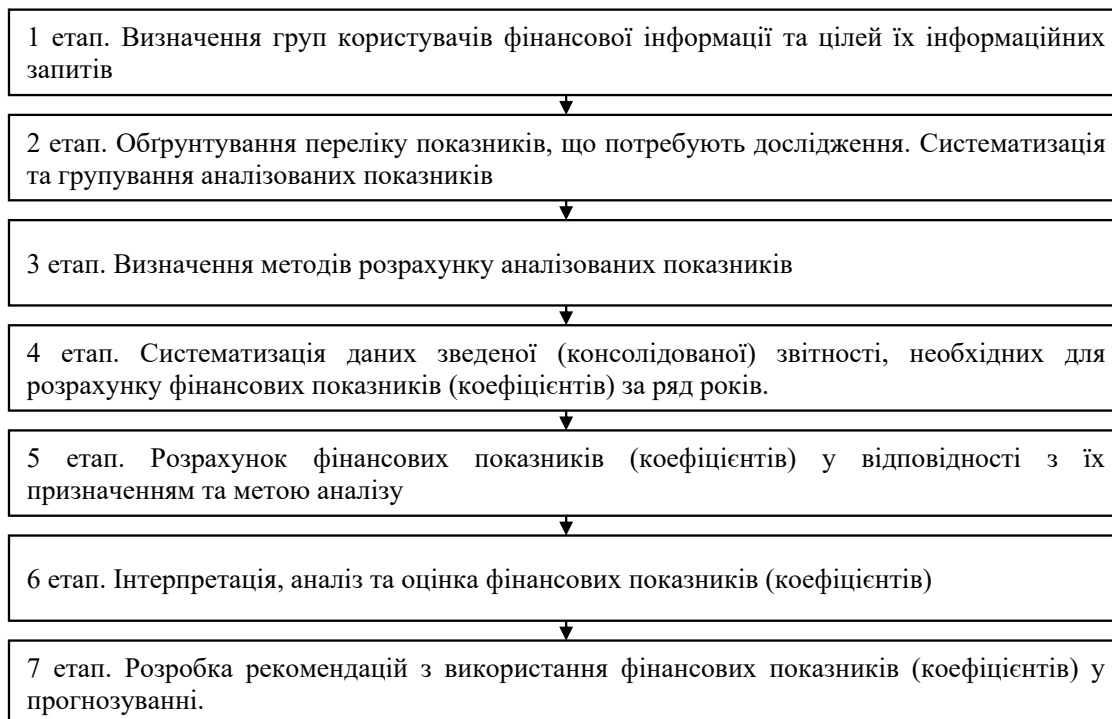 1 етап. Визначення груп користувачів фінансової інформації та цілей їх інформаційних
запитів
2 етап. Обґрунтування переліку показників, що потребують дослідження. Систематизація
та групування аналізованих показників
3 етап. Визначення методів розрахунку аналізованих показників
4 етап. Систематизація даних зведеної (консолідованої) звітності, необхідних для
розрахунку фінансових показників (коефіцієнтів) за ряд років.
5 етап. Розрахунок фінансових показників (коефіцієнтів) у відповідності з їх
призначенням та метою аналізу
6 етап. Інтерпретація, аналіз та оцінка фінансових показників (коефіцієнтів)
7 етап. Розробка рекомендацій з використання фінансових показників (коефіцієнтів) у
прогнозуванні.